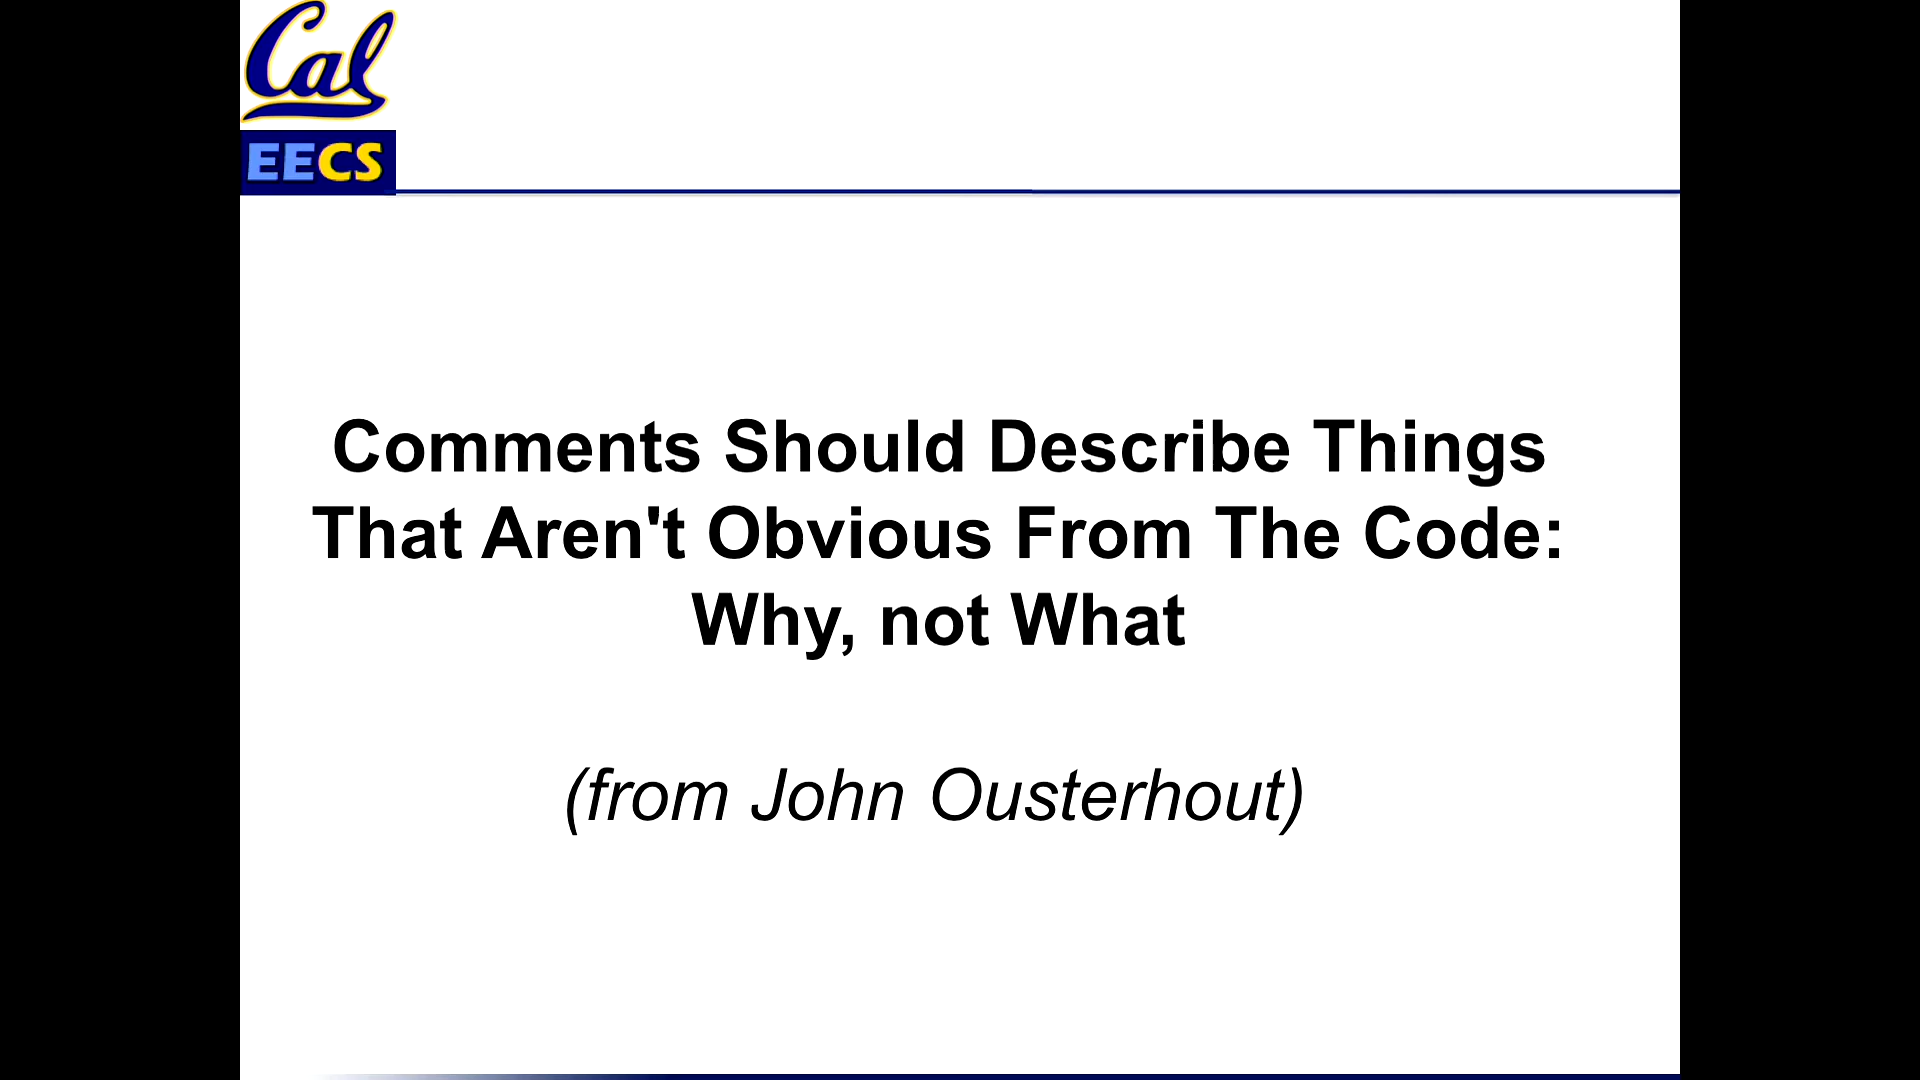 Cal
EECS
Comments Should Describe Things
That Aren't Obvious From The Code:
Why, not What
(from John Ousterhout)